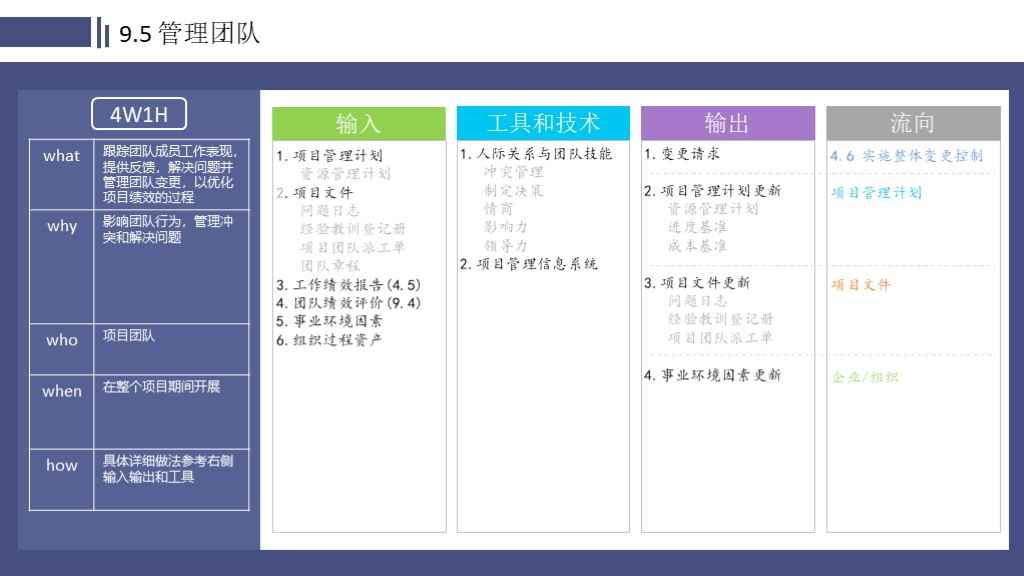 9.5 管理团队
4W1H
what
跟踪团队成员工作表现，
提供反馈，解决问题并
管理团队变更，以优化
项目绩效的过程
why
影响团队行为，管理冲
突和解决问题
who
项目团队
when
在整个项目期间开展
how
具体详细做法参考右侧
输入输出和工具
输入
1.项目管理计划
资源管理计划
2.项目文件
问题日志
经验教训登记册
项目团队派工单
团队章程
3.工作绩效报告(4.5)
4.团队绩效评价(9.4)
5.事业环境因素
6.组织过程资产
工具和技术
1.人际关系与团队技能
冲突管理
制定决策
情商
影响力
领导力
2.项目管理信息系统
输出
1.变更请求
2.项目管理计划更新
资源管理计划
进度基准
成本基准
3.项目文件更新
问题日志
经验教训登记册
项目团队派工单
4.事业环境因素更新
流向
4.6 实施整体变更控制
项目管理计划
项目文件
企业/组织